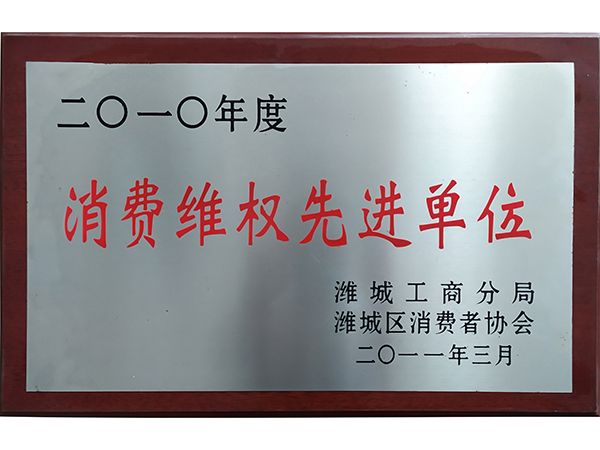 二〇一〇年度
消费维权先进单位
潍城工商分局
潍城区消费者协会
二〇一一年三月